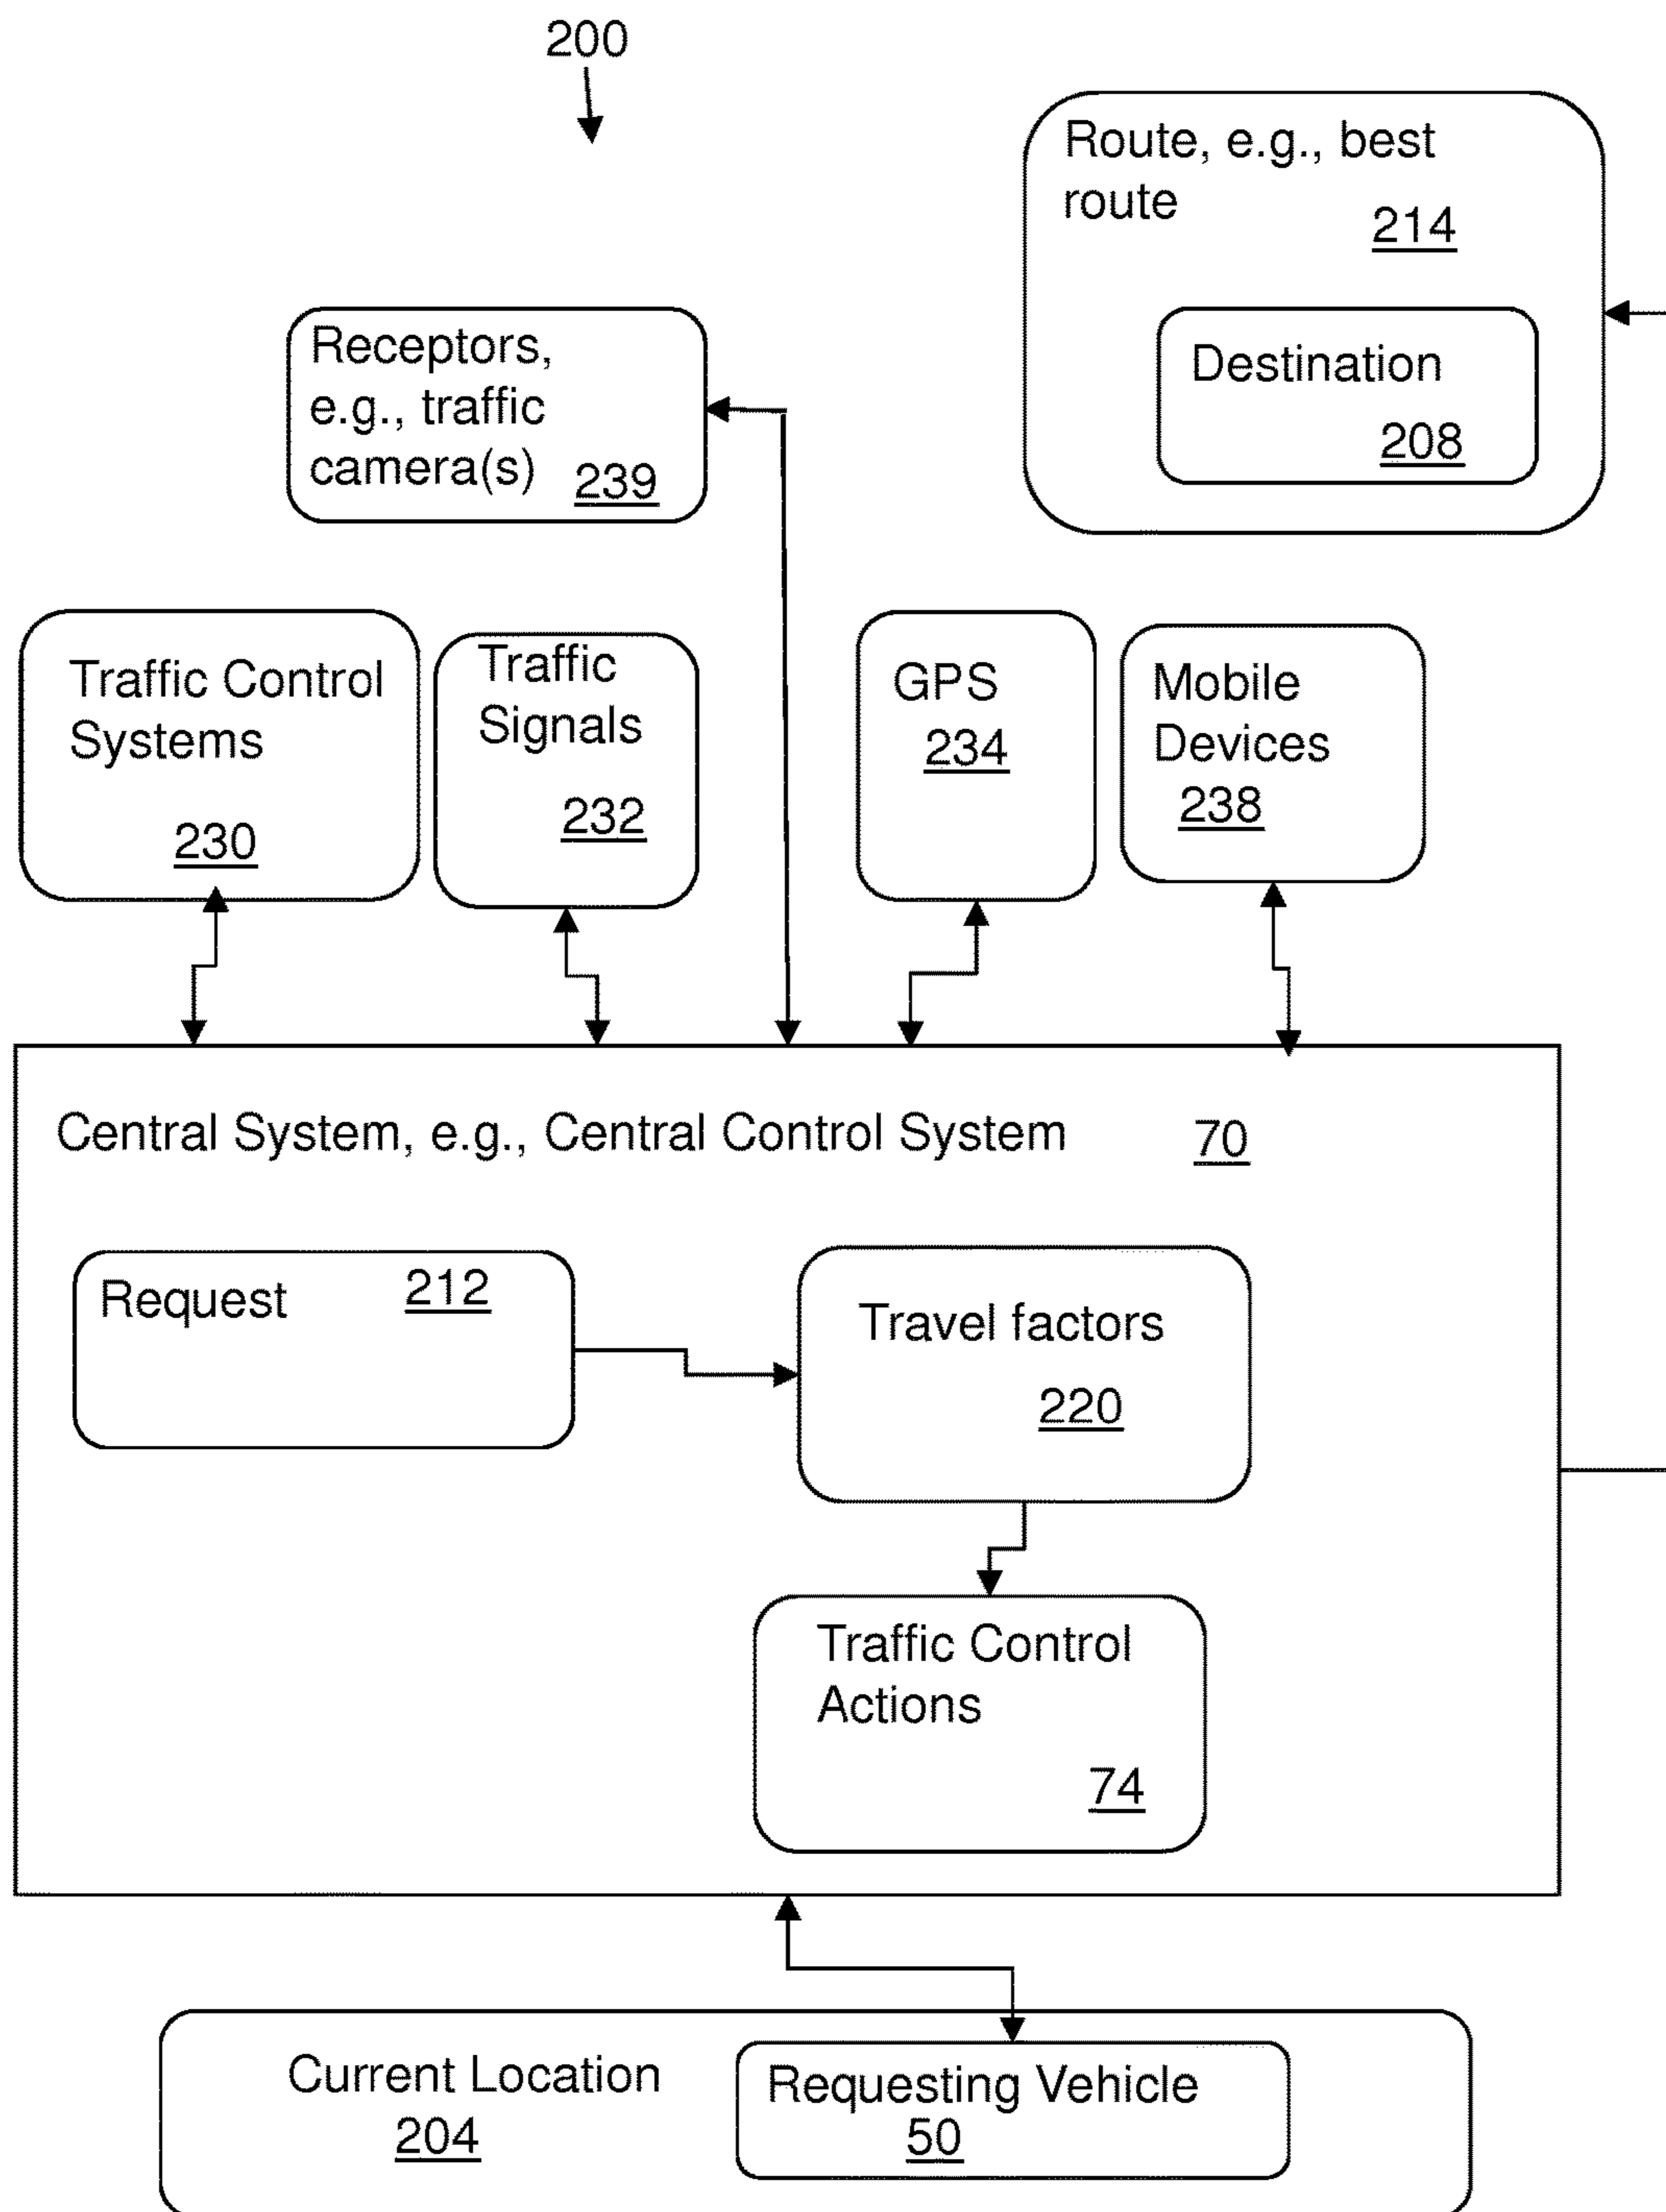 200
Route, e.g., best
route
214
Destination
208
Receptors,
e.g., traffic
camera(s) 239
Traffic Control
Systems
230
Traffic
Signals
232
GPS
234
Mobile
Devices
238
Central System, e.g., Central Control System 70
Request 212
Travel factors
220
Traffic Control
Actions
74
Current Location
204
Requesting Vehicle
50